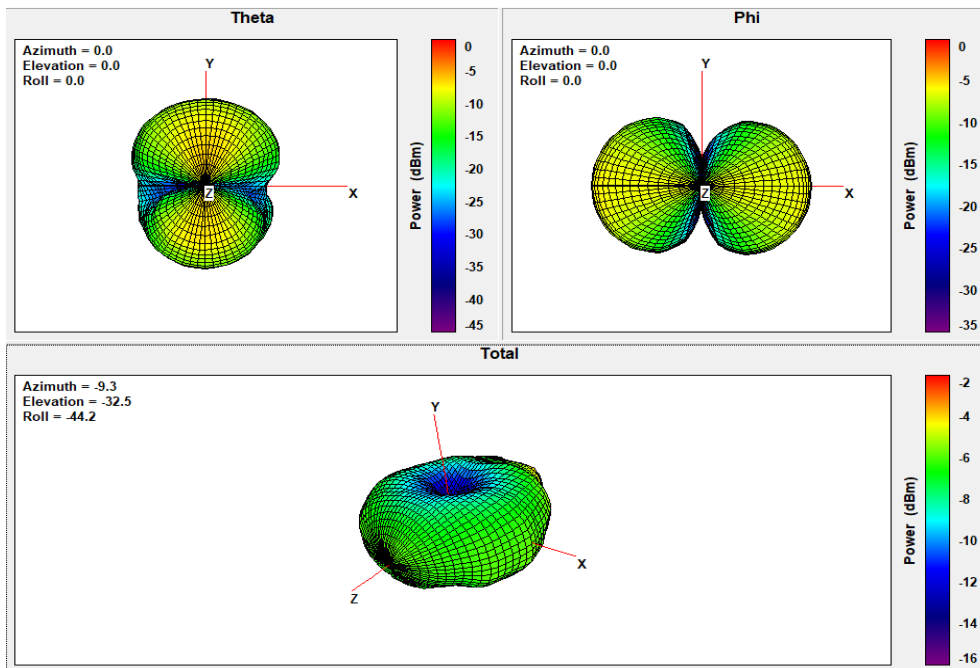 Theta
Azimuth = 0.0
Elevation = 0.0
Roll = 0.0
Y
X
Z
0
-5
-10
-15
-20
-25
-30
-35
-40
-45
Power (dBm)
Phi
Azimuth = 0.0
Elevation = 0.0
Roll = 0.0
Y
X
Z
0
-5
-10
-15
-20
-25
-30
-35
Power (dBm)
Total
Azimuth = -9.3
Elevation = -32.5
Roll = -44.2
Y
X
Z
-2
-4
-6
-8
-10
-12
-14
-16
Power (dBm)